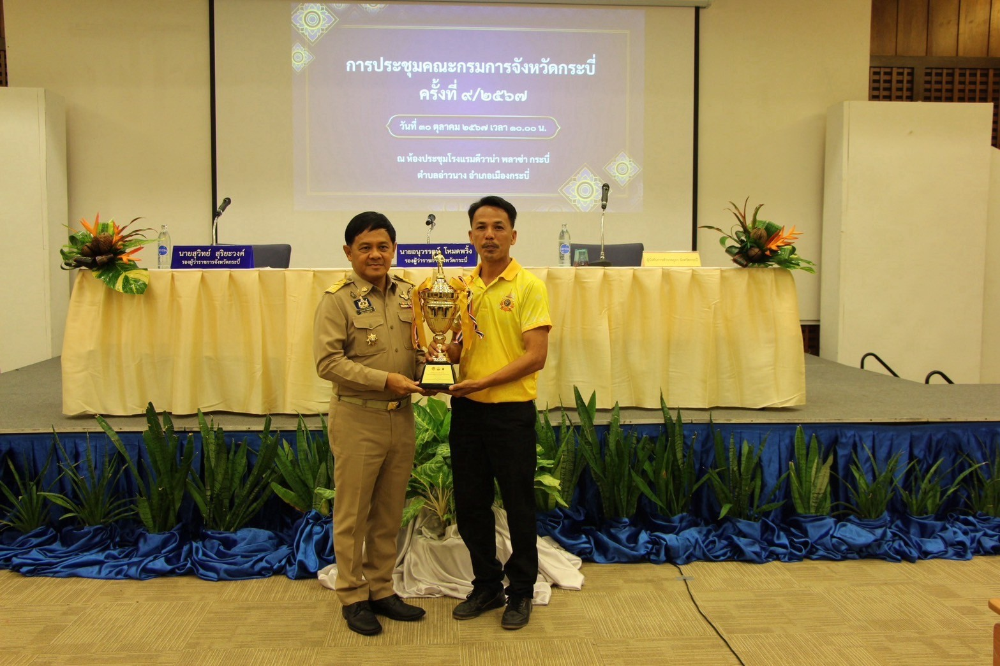 การประชุมคณะกรมการจังหวัดกระบี่
ครั้งที่ ๙/๒๕๖๗
วันที่ ๓๐ ตุลาคม ๒๕๖๗ เวลา ๑๐.๐๐ น.
ณ ห้องประชุมโรงแรมดีวาน่า พลาซ่า กระบี่
ตำบลอ่าวนาง อำเภอเมืองกระบี่
นายสุวิทย์ สุริยะวงค์
รองผู้ว่าราชการจังหวัดกระบี่
นายอนุวรรตน์ โหมดพริ้ง
รองผู้ว่าราชการจังหวัดกระบี่